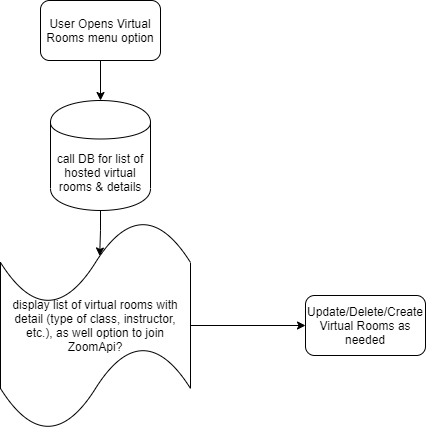 User Opens Virtual
Rooms menu option
call DB for list of
hosted virtual
rooms & details
display list of virtual rooms with
detail (type of class, instructor,
etc.), as well option to join
ZoomApi?
Update/Delete/Create
Virtual Rooms as
needed